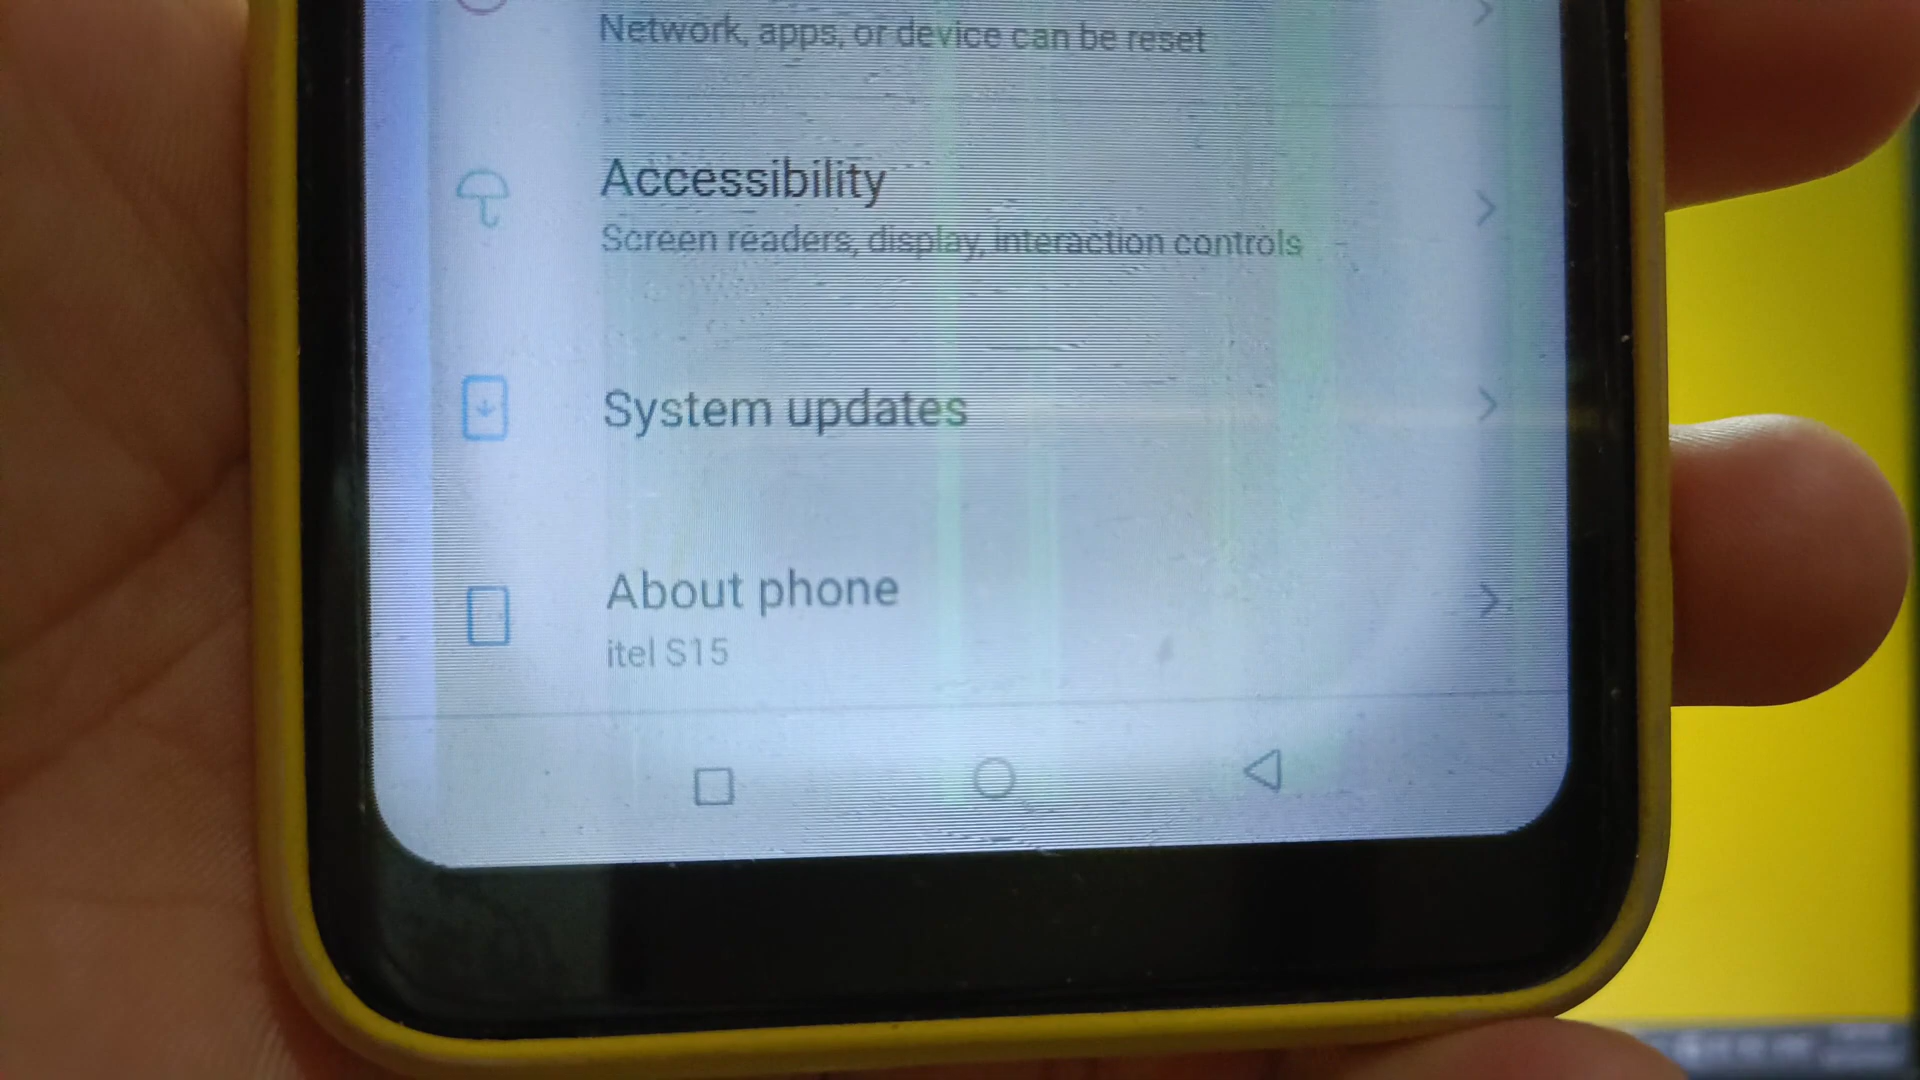 Network, apps, or device can be reset
Accessibility
Screen readers, display, interaction controls
System updates
About phone
itel S15